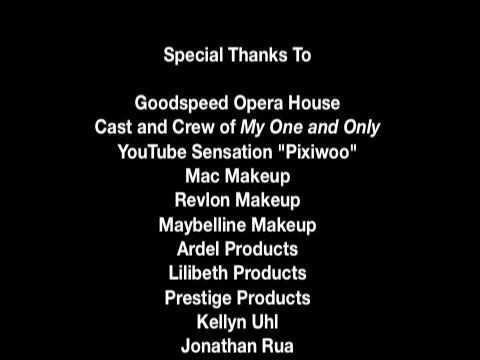 Special Thanks To
Goodspeed Opera House
Cast and Crew of My One and Only
YouTube Sensation "Pixiwoo"
Mac Makeup
Revlon Makeup
Maybelline Makeup
Ardel Products
Lilibeth Products
Prestige Products
Kellyn Uhl
Jonathan Rua